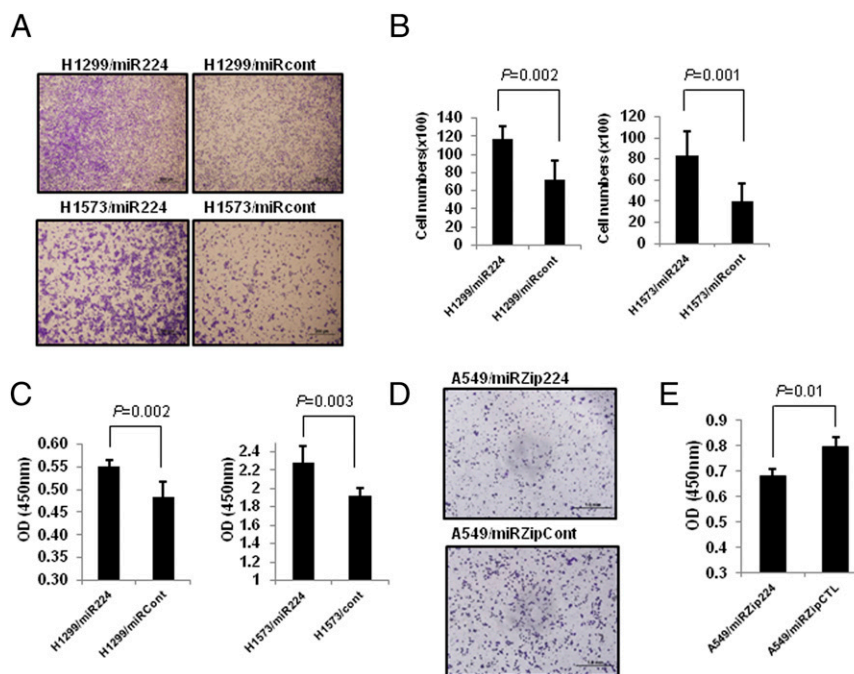 A
H1299/miR224 H1299/miRcont
H1573/miR224 H1573/miRcont
B
P=0.002
Cell numbers(x100)
140
120
100
80
60
40
20
0
H1299/miR224
H1299/miRcont
P=0.001
Cell numbers (x100)
120
100
80
60
40
20
0
H1573/miR224
H1573/miRcont
C
P=0.002
OD (450nm)
0.60
0.55
0.50
0.45
0.40
0.35
0.30
H1299/miR224
H1299/miRCont
P=0.003
OD (450nm)
2.4
2.2
2
1.8
1.6
1.4
1.2
1
H1573/miR224
H1573/cont
D
A549/miRZip224
A549/miRZipCont
E
P=0.01
OD (450nm)
0.9
0.8
0.7
0.6
0.5
0.4
0.3
A549/miRZip224
A549/miRZipCTL